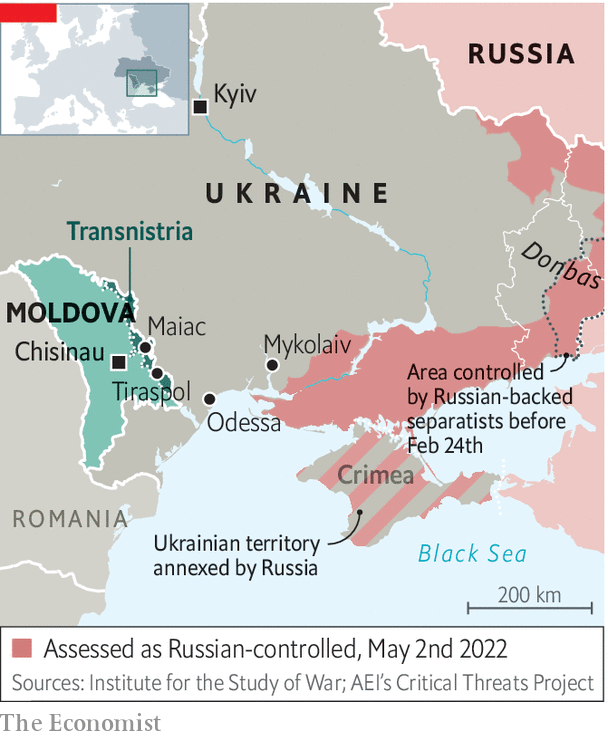 RUSSIA
Kyiv
UKRAINE
Transnistria
Donbas
MOLDOVA
Maiac
Chisinau
Mykolaiv
Tiraspol
Odessa
Area controlled
by Russian-backed
separatists before
Feb 24th
Crimea
ROMANIA
Ukrainian territory
annexed by Russia
Black Sea
200 km
Assessed as Russian-controlled, May 2nd 2022
Sources: Institute for the Study of War; AEI's Critical Threats Project
The Economist